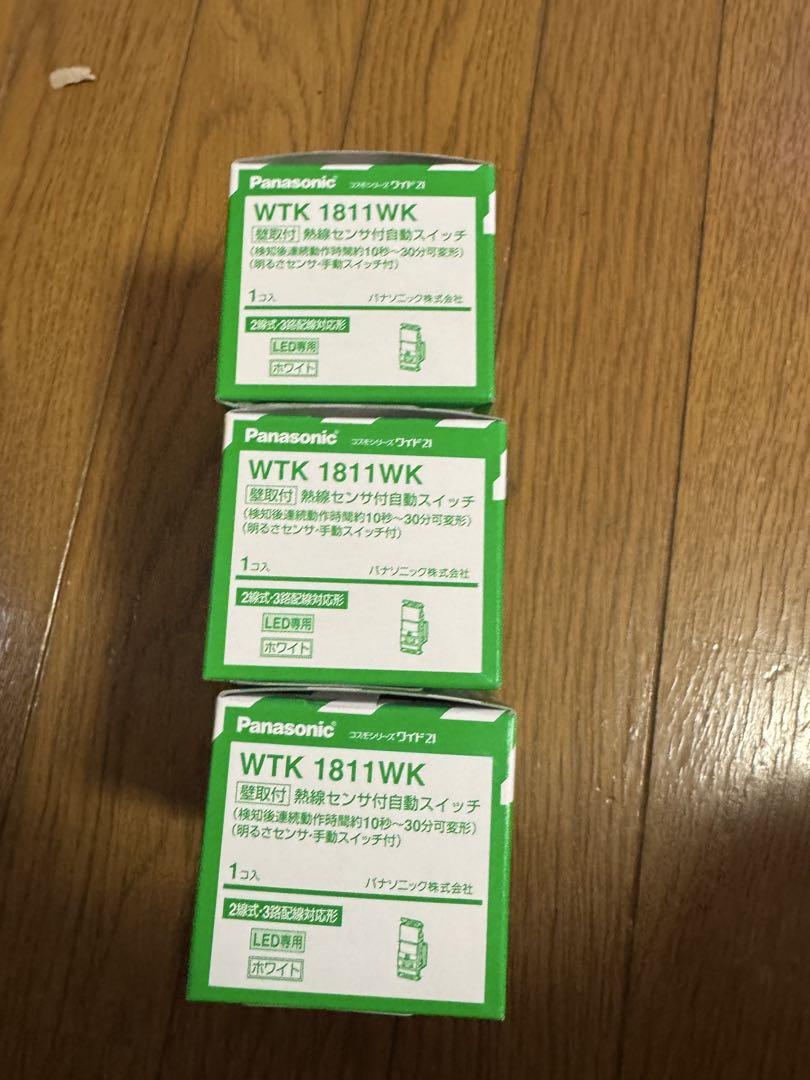 Panasonic コスモシリーズワイド21
WTK 1811WK
壁取付 熱線センサ付自動スイッチ
(検知後連続動作時間約10秒~30分可変形)
(明るさセンサ・手動スイッチ付)
1コ入 パナソニック株式会社
2線式・3路配線対応形
LED専用
ホワイト
Panasonic コスモシリーズワイド21
WTK 1811WK
壁取付 熱線センサ付自動スイッチ
(検知後連続動作時間約10秒~30分可変形)
(明るさセンサ・手動スイッチ付)
1コ入 パナソニック株式会社
2線式・3路配線対応形
LED専用
ホワイト
Panasonic コスモシリーズワイド21
WTK 1811WK
壁取付 熱線センサ付自動スイッチ
(検知後連続動作時間約10秒~30分可変形)
(明るさセンサ・手動スイッチ付)
1コ入 パナソニック株式会社
2線式・3路配線対応形
LED専用
ホワイト